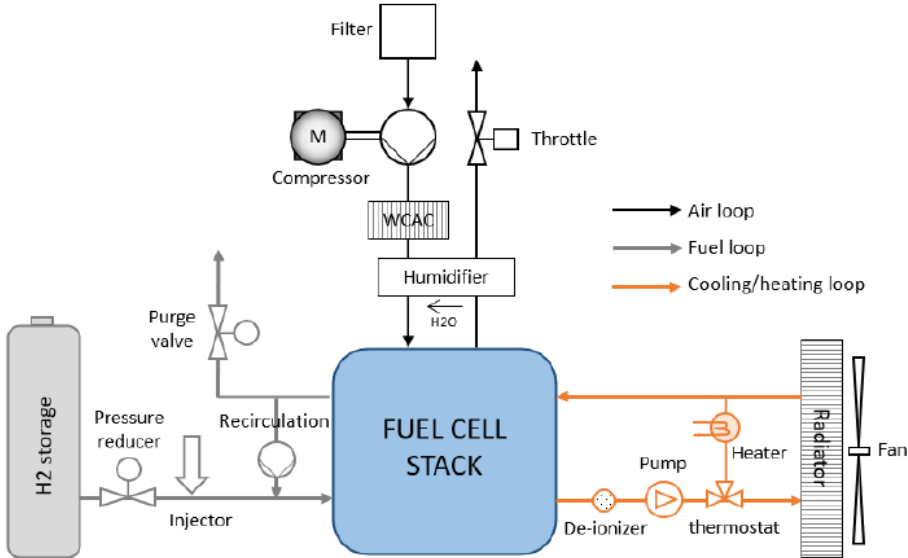 Filter
M
Compressor
Throttle
WCAC
Air loop
Fuel loop
Cooling/heating loop
Humidifier
H2O
Purge
valve
H2 storage
Pressure
reducer
Recirculation
Injector
FUEL CELL
STACK
Pump
Heater
De-ionizer
thermostat
Radiator
Fan